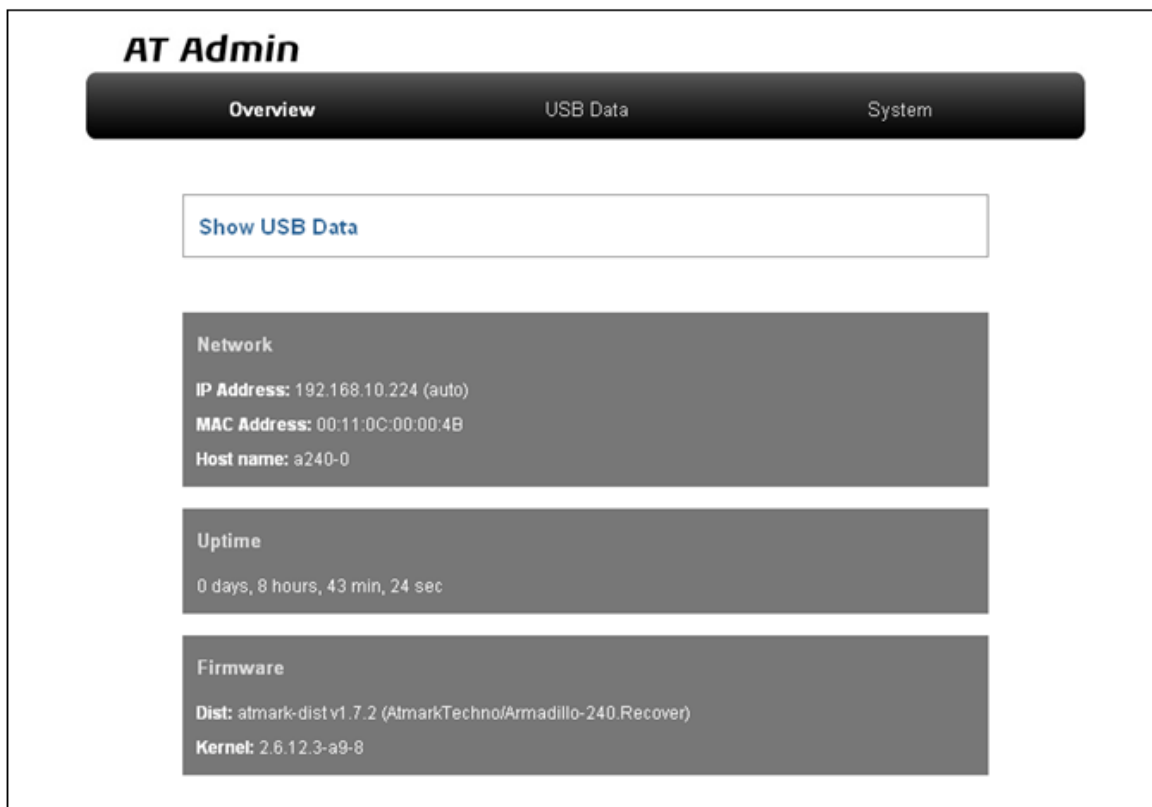 AT Admin
Overview USB Data System
Show USB Data
Network
IP Address: 192.168.10.224 (auto)
MAC Address: 00:11:0C:00:00:4B
Host name: a240-0
Uptime
0 days, 8 hours, 43 min, 24 sec
Firmware
Dist: atmark-dist v1.7.2 (AtmarkTechno/Armadillo-240.Recover)
Kernel: 2.6.12.3-a9-8